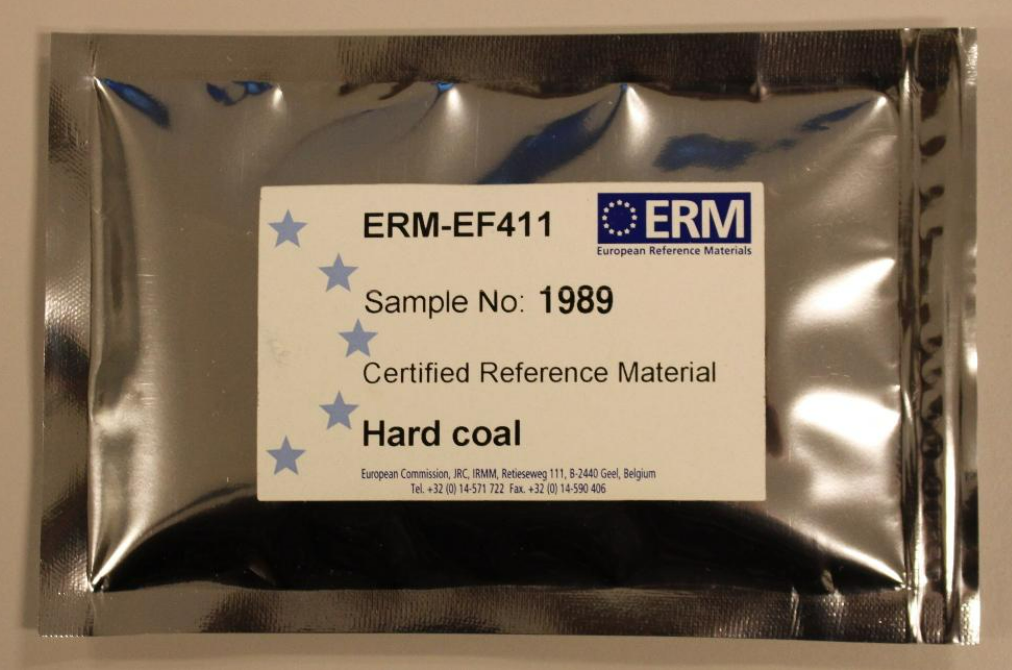 ERM-EF411
ERM
European Reference Materials
Sample No: 1989
Certified Reference Material
Hard coal
European Commission, JRC, IRMM, Retieseweg 111, B-2440 Geel, Belgium
Tel. +32 (0) 14-571 722 Fax. +32 (0) 14-590 406